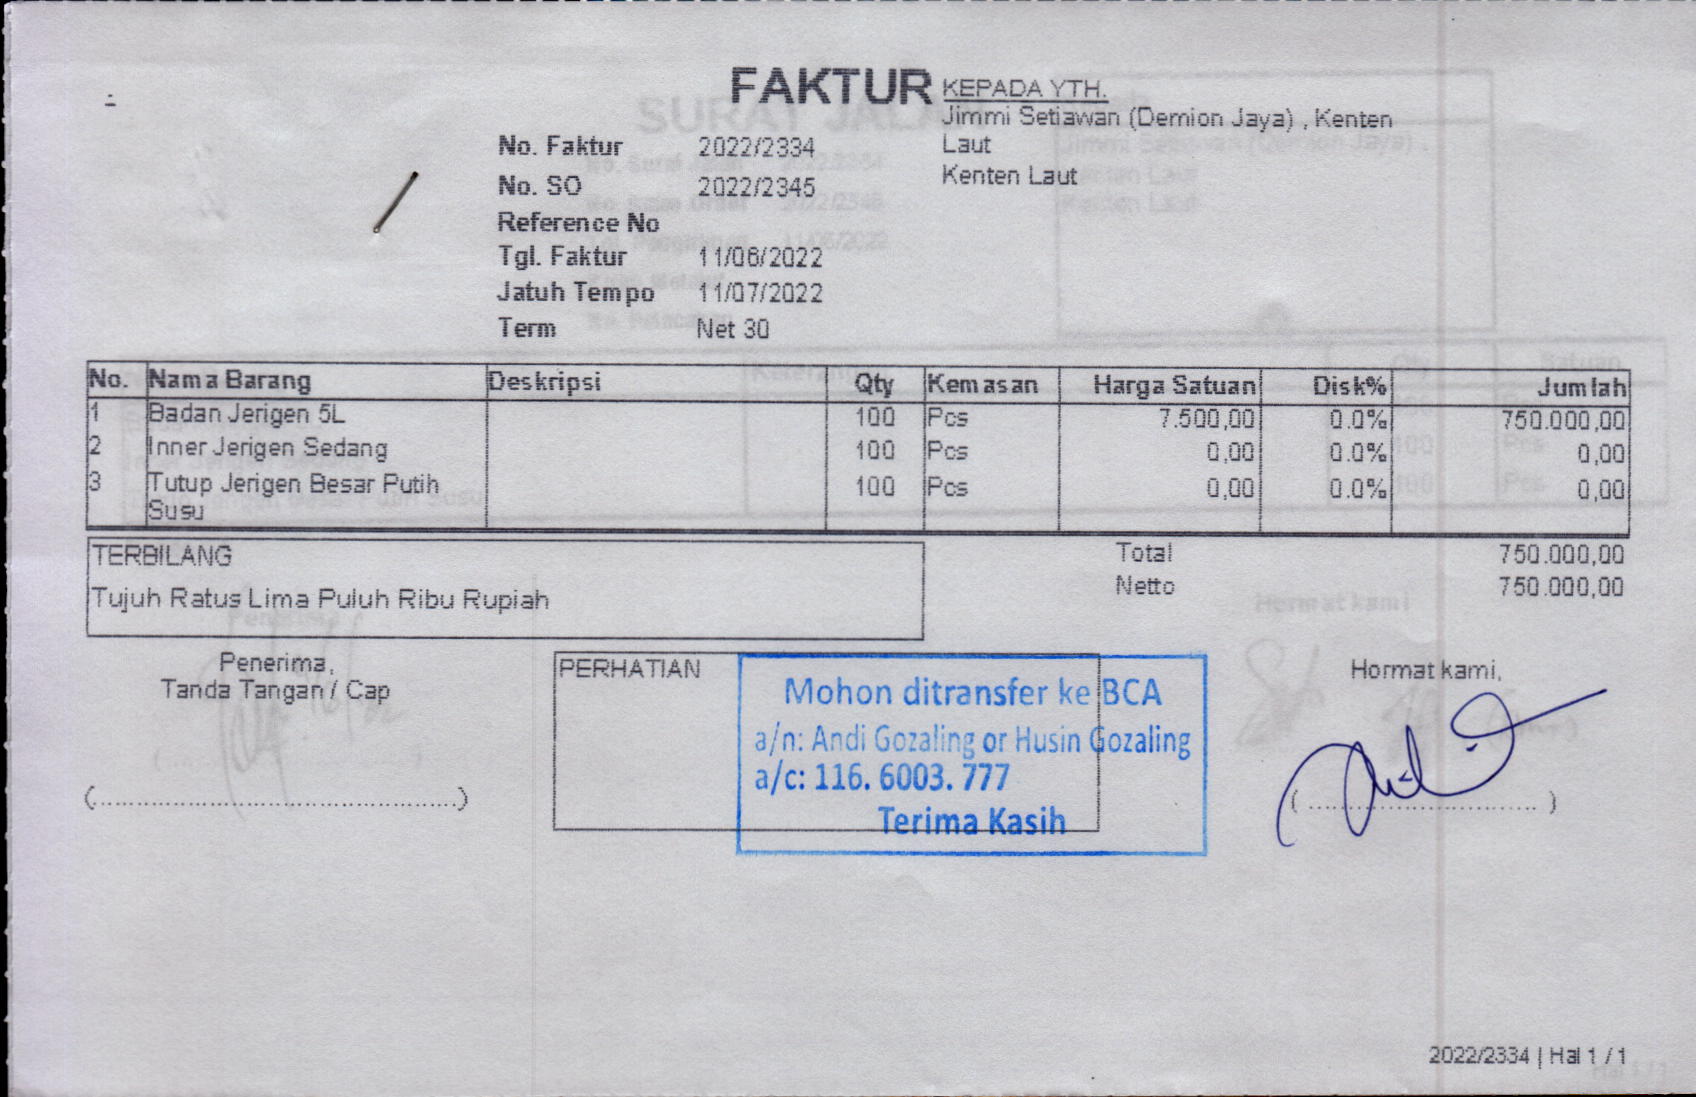 FAKTUR
KEPADA YTH.
Jimmi Setiawan (Demion Jaya) , Kenten
Laut
Kenten Laut
No. Faktur 2022/2334
No. SO 2022/2345
Reference No
Tgl. Faktur 11/06/2022
Jatuh Tempo 11/07/2022
Term Net 30
No. Nama Barang Deskripsi Qty Kemasan Harga Satuan Disk% Jumlah
1 Badan Jerigen 5L 100 Pcs 7.500,00 0.0% 750.000,00
2 Inner Jerigen Sedang 100 Pcs 0,00 0.0% 0,00
3 Tutup Jerigen Besar Putih 100 Pcs 0,00 0.0% 0,00
Susu
TERBILANG
Tujuh Ratus Lima Puluh Ribu Rupiah
Total 750.000,00
Netto 750.000,00
Penerima,
Tanda Tangan / Cap
(............................................)
PERHATIAN
Mohon ditransfer ke BCA
a/n: Andi Gozaling or Husin Gozaling
a/c: 116. 6003. 777
Terima Kasih
Hormat kami,
( ............................ )
2022/2334 | Hal 1 / 1